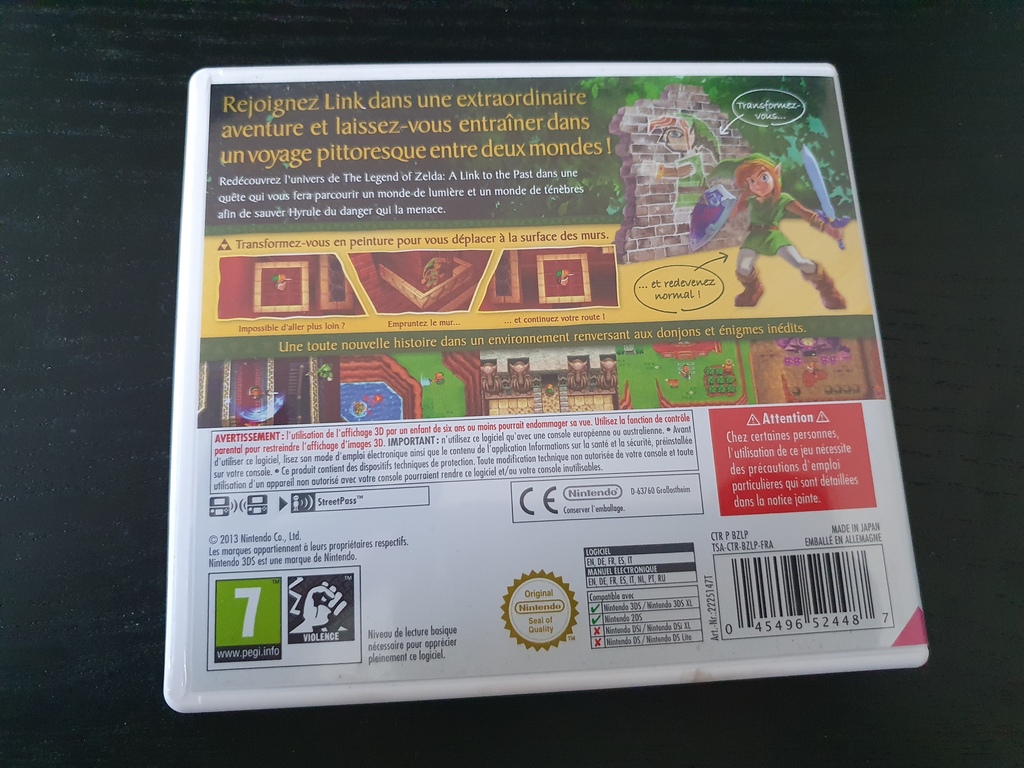 Rejoignez Link dans une extraordinaire
aventure et laissez-vous entraîner dans
un voyage pittoresque entre deux mondes !
Redécouvrez l'univers de The Legend of Zelda: A Link to the Past dans une
quête qui vous fera parcourir un monde de lumière et un monde de ténèbres
afin de sauver Hyrule du danger qui la menace.
Transformez-
vous...
Transformez-vous en peinture pour vous déplacer à la surface des murs.
... et redevenez
normal !
Impossible d'aller plus loin ?
Empruntez le mur...
... et continuez votre route !
Une toute nouvelle histoire dans un environnement renversant aux donjons et énigmes inédits.
AVERTISSEMENT : l'utilisation de l'affichage 3D par un enfant de six ans ou moins pourrait endommager sa vue. Utilisez la fonction de contrôle
parental pour restreindre l'affichage d'images 3D. IMPORTANT : n'utilisez ce logiciel qu'avec une console européenne ou australienne. • Avant
d'utiliser ce logiciel, lisez son mode d'emploi électronique ainsi que le contenu de l'application Informations sur la santé et la sécurité, préinstallée
sur votre console. • Ce produit contient des dispositifs techniques de protection. Toute modification technique non autorisée de votre console et toute
utilisation d'un appareil non autorisé avec votre console pourraient rendre ce logiciel et/ou votre console inutilisables.
Attention
Chez certaines personnes,
l'utilisation de ce jeu nécessite
des précautions d'emploi
particulières qui sont détaillées
dans la notice jointe.
StreetPass™
CE
Nintendo
D-63760 Großostheim
Conserver l'emballage.
© 2013 Nintendo Co., Ltd.
Les marques appartiennent à leurs propriétaires respectifs.
Nintendo 3DS est une marque de Nintendo.
7
™
www.pegi.info
VIOLENCE
™
Niveau de lecture basique
nécessaire pour apprécier
pleinement ce logiciel.
Original
Nintendo
Seal of
Quality
™
LOGICIEL
EN, DE, FR, ES, IT
MANUEL ÉLECTRONIQUE
EN, DE, FR, ES, IT, NL, PT, RU
Compatible avec
Nintendo 3DS / Nintendo 3DS XL
Nintendo 2DS
Nintendo DSi / Nintendo DSi XL
Nintendo DS / Nintendo DS Lite
CTR P BZLP
TSA-CTR-BZLP-FRA
MADE IN JAPAN
EMBALLÉ EN ALLEMAGNE
Art.-Nr. 2225147T
0 45496 52448 7